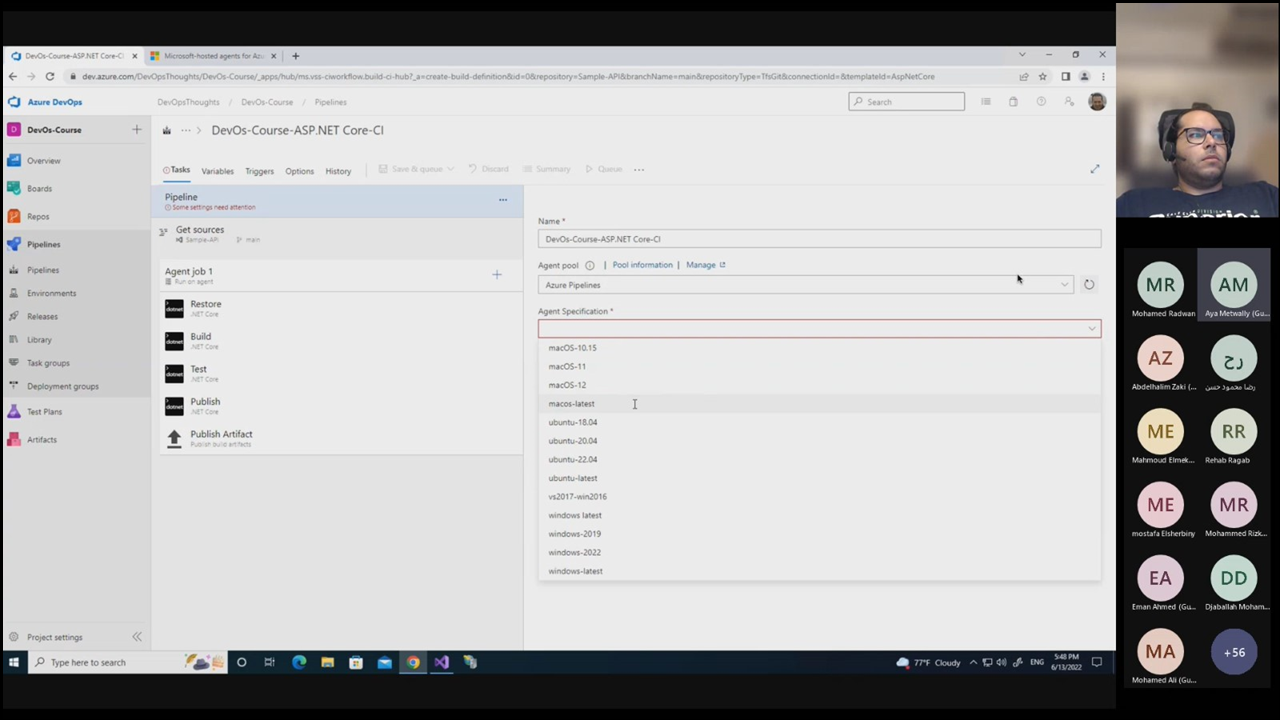 DevOs-Course-ASP.NET Core-CI
Microsoft-hosted agents for Azu
dev.azure.com/DevOpsThoughts/DevOs-Course/_apps/hub/ms.vss-ciworkflow.build-ci-hub?_a=create-build-definition&id=0&repository=Sample-API&branchName=main&repositoryType=TfsGit&connectionId=&templateId=AspNetCore
Azure DevOps
DevOpsThoughts
DevOs-Course
Pipelines
Search
D
DevOs-Course
Overview
Boards
Repos
Pipelines
Pipelines
Environments
Releases
Library
Task groups
Deployment groups
Test Plans
Artifacts
Project settings
... > DevOs-Course-ASP.NET Core-CI
Tasks Variables Triggers Options History
Save & queue Discard Summary Queue ...
Pipeline
Some settings need attention
Get sources
Sample-API main
Agent job 1
Run on agent
Restore
.NET Core
Build
.NET Core
Test
.NET Core
Publish
.NET Core
Publish Artifact
Publish build artifacts
dotnet
dotnet
dotnet
dotnet
Name *
DevOs-Course-ASP.NET Core-CI
Agent pool | Pool information | Manage
Azure Pipelines
Agent Specification *
macOS-10.15
macOS-11
macOS-12
macos-latest
ubuntu-18.04
ubuntu-20.04
ubuntu-22.04
ubuntu-latest
vs2017-win2016
windows latest
windows-2019
windows-2022
windows-latest
Type here to search
77°F Cloudy
ENG
5:48 PM
6/13/2022
MR
Mohamed Radwan
AM
Aya Metwally (Gu...
AZ
Abdelhalim Zaki (...
رح
رضا محمود حسن
ME
Mahmoud Elmek...
RR
Rehab Ragab
ME
mostafa Elsherbiny
MR
Mohammed Rizk...
EA
Eman Ahmed (Gu...
DD
Djaballah Moham...
MA
Mohamed Ali (Gu...
+56